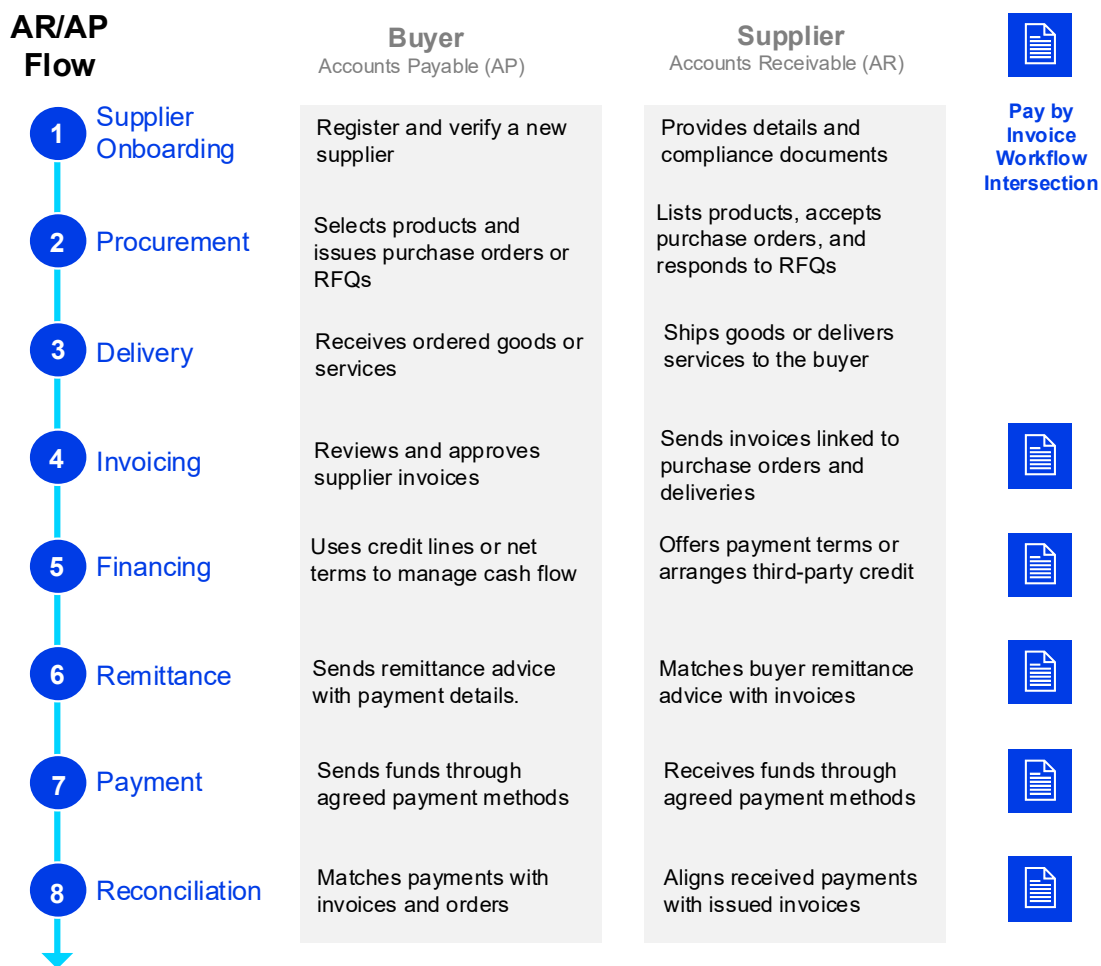 AR/AP
Flow
Buyer
Accounts Payable (AP)
Supplier
Accounts Receivable (AR)
Pay by
Invoice
Workflow
Intersection
1
Supplier
Onboarding
Register and verify a new
supplier
Provides details and
compliance documents
2
Procurement
Selects products and
issues purchase orders or
RFQs
Lists products, accepts
purchase orders, and
responds to RFQs
3
Delivery
Receives ordered goods or
services
Ships goods or delivers
services to the buyer
4
Invoicing
Reviews and approves
supplier invoices
Sends invoices linked to
purchase orders and
deliveries
5
Financing
Uses credit lines or net
terms to manage cash flow
Offers payment terms or
arranges third-party credit
6
Remittance
Sends remittance advice
with payment details.
Matches buyer remittance
advice with invoices
7
Payment
Sends funds through
agreed payment methods
Receives funds through
agreed payment methods
8
Reconciliation
Matches payments with
invoices and orders
Aligns received payments
with issued invoices